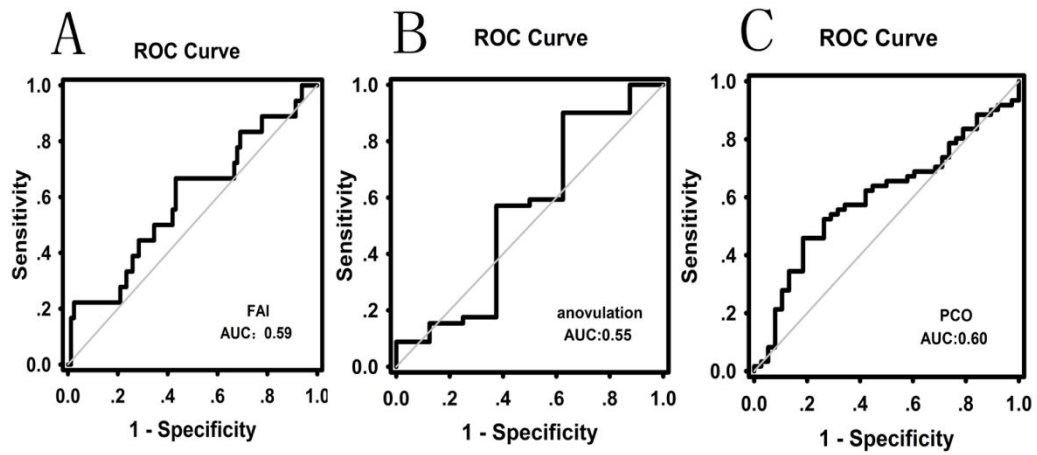 A
ROC Curve
1.0
.8
.6
.4
.2
0.0
Sensitivity
FAI
AUC: 0.59
0.0 .2 .4 .6 .8 1.0
1 - Specificity
B
ROC Curve
1.0
.8
.6
.4
.2
0.0
Sensitivity
anovulation
AUC:0.55
0.0 .2 .4 .6 .8 1.0
1 - Specificity
C
ROC Curve
1.0
.8
.6
.4
.2
0.0
Sensitivity
PCO
AUC:0.60
0.0 .2 .4 .6 .8 1.0
1 - Specificity